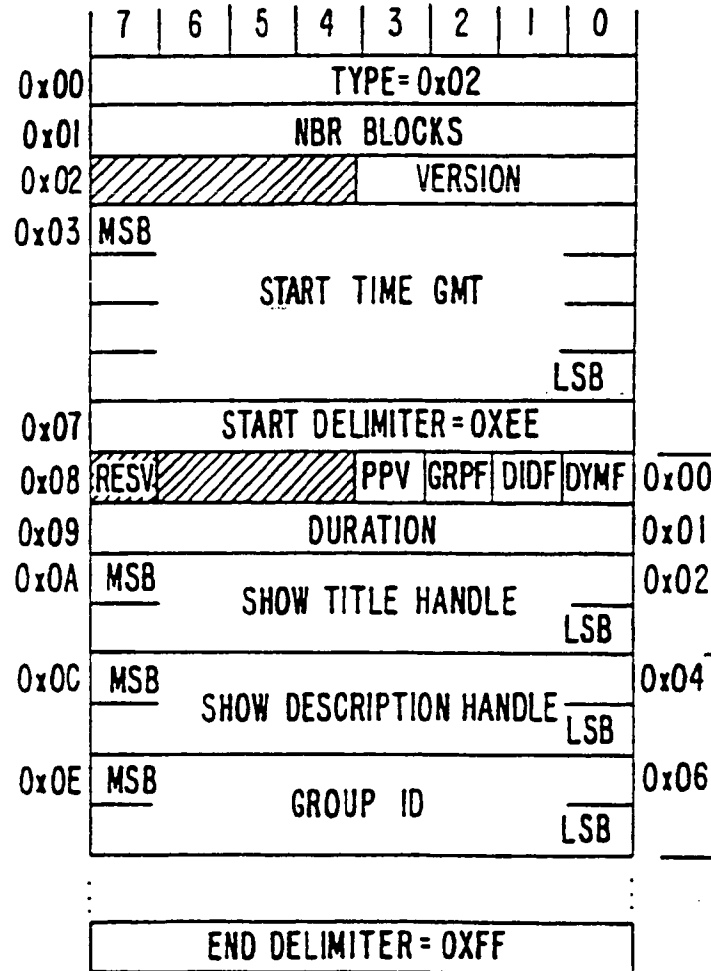 7 6 5 4 3 2 1 0
0x00 TYPE=0x02
0x01 NBR BLOCKS
0x02 VERSION
0x03 MSB
START TIME GMT
LSB
0x07 START DELIMITER=0XEE
0x08 RESV PPV GRPF DIDF DYMF 0x00
0x09 DURATION 0x01
0x0A MSB 0x02
SHOW TITLE HANDLE
LSB
0x0C MSB 0x04
SHOW DESCRIPTION HANDLE
LSB
0x0E MSB 0x06
GROUP ID
LSB
END DELIMITER=0XFF